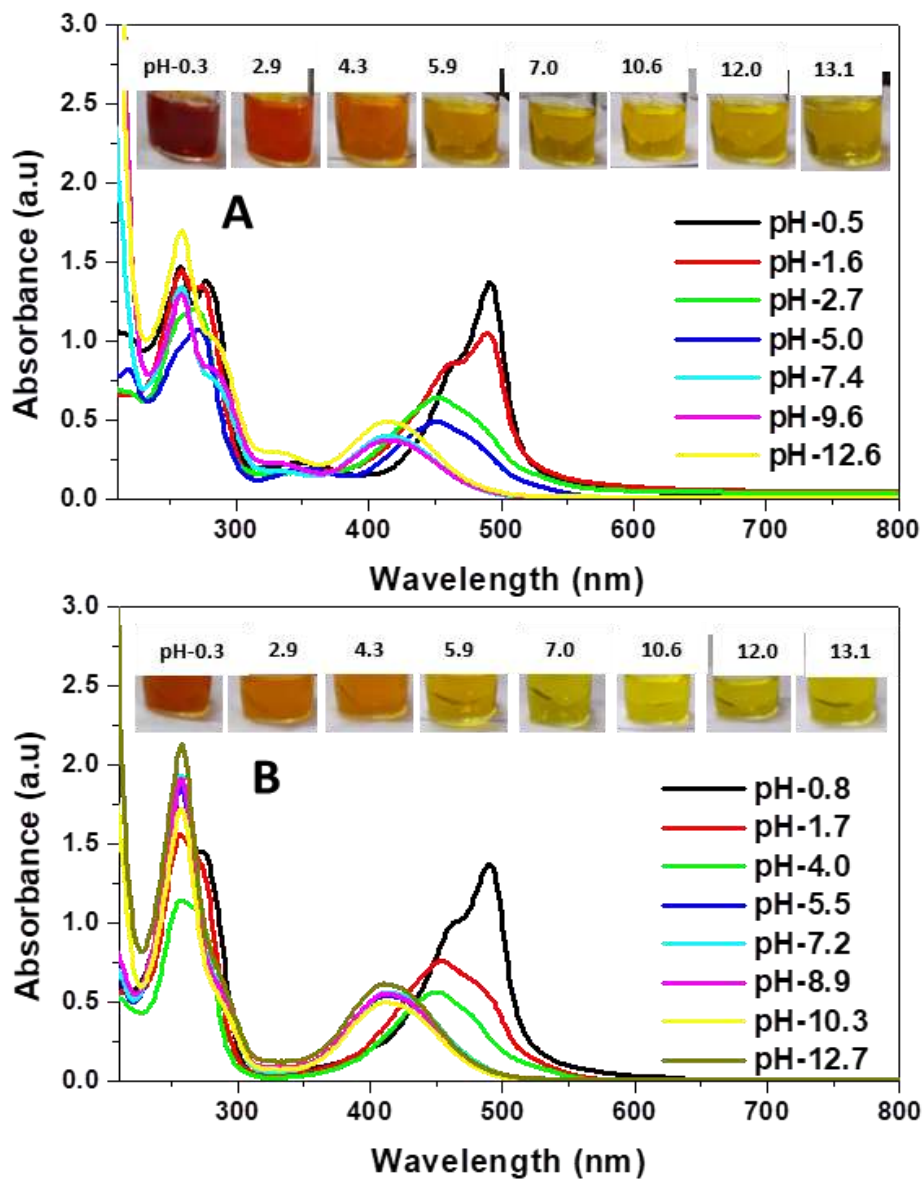 3.0
pH-0.3 2.9 4.3 5.9 7.0 10.6 12.0 13.1
2.5
2.0
A
pH-0.5
1.5
pH-1.6
pH-2.7
1.0
pH-5.0
pH-7.4
0.5
pH-9.6
pH-12.6
0.0
Absorbance (a.u)
300 400 500 600 700 800
Wavelength (nm)
3.0
pH-0.3 2.9 4.3 5.9 7.0 10.6 12.0 13.1
2.5
2.0
B
pH-0.8
pH-1.7
1.5
pH-4.0
pH-5.5
1.0
pH-7.2
pH-8.9
0.5
pH-10.3
pH-12.7
0.0
Absorbance (a.u)
300 400 500 600 700 800
Wavelength (nm)